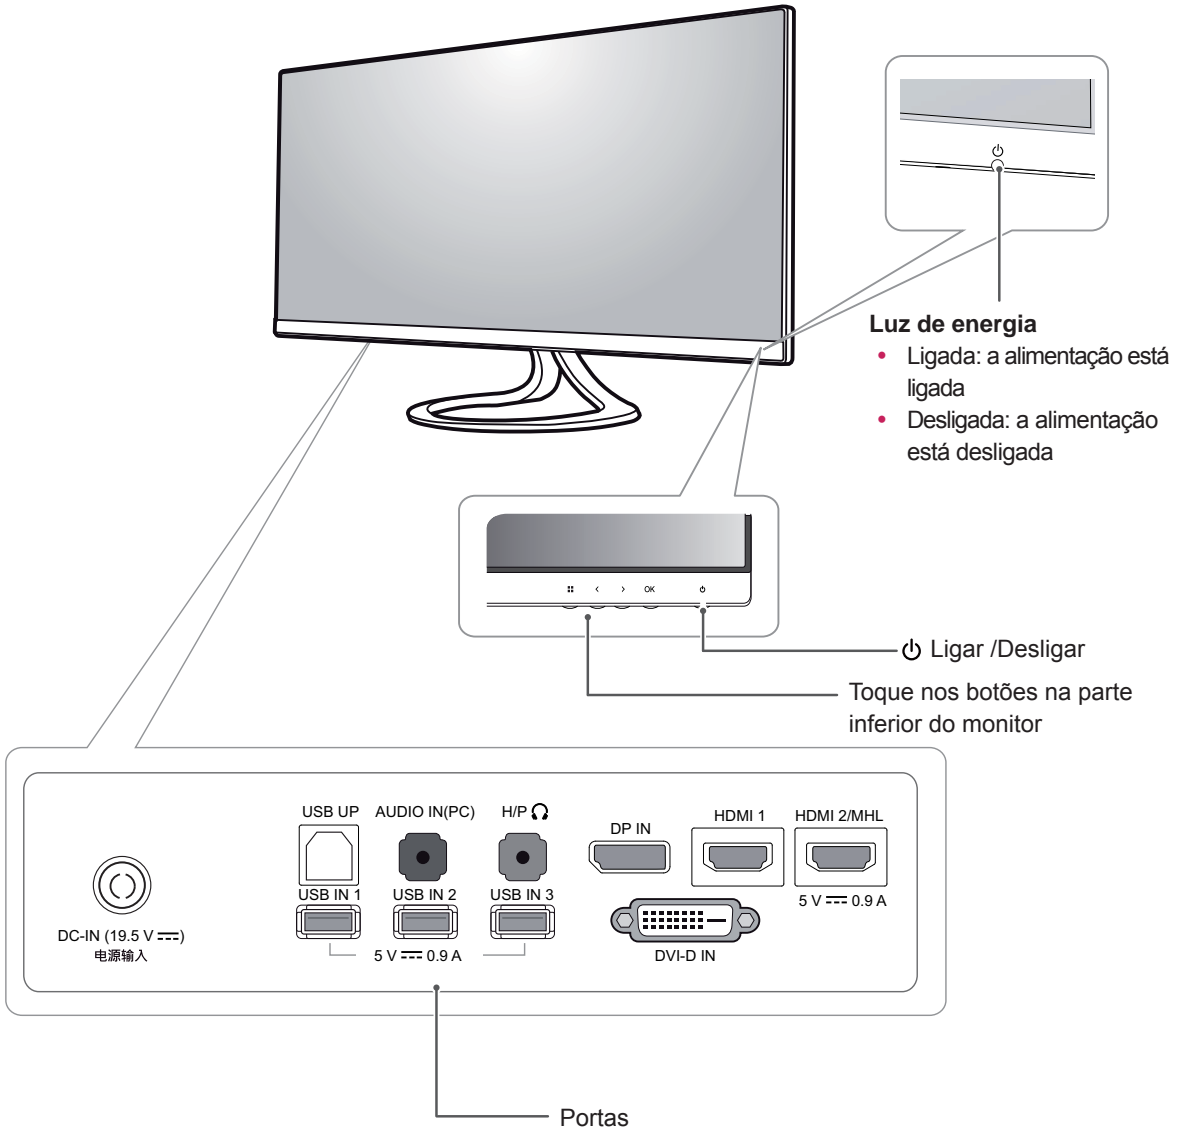 Luz de energia
• Ligada: a alimentação está
ligada
• Desligada: a alimentação
está desligada
OK
Ligar /Desligar
Toque nos botões na parte
inferior do monitor
USB UP AUDIO IN(PC) H/P
DP IN
HDMI 1 HDMI 2/MHL
USB IN 1 USB IN 2 USB IN 3
5 V 0.9 A
DC-IN (19.5 V )
电源输入
5 V 0.9 A
DVI-D IN
Portas